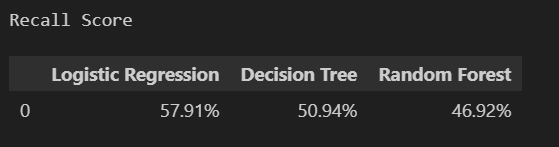 Recall Score
Logistic Regression Decision Tree Random Forest
0 57.91% 50.94% 46.92%